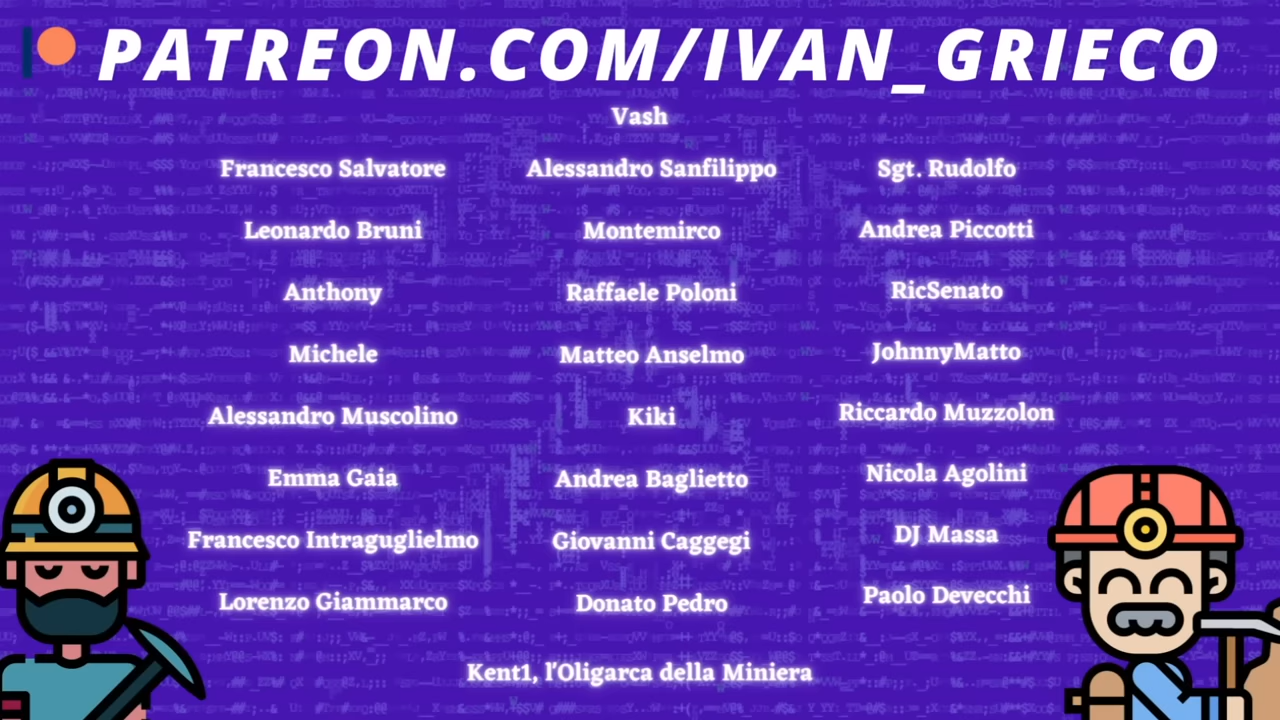 PATREON.COM/IVAN_GRIECO
Vash
Francesco Salvatore
Alessandro Sanfilippo
Sgt. Rudolfo
Leonardo Bruni
Montemirco
Andrea Piccotti
Anthony
Raffaele Poloni
RicSenato
Michele
Matteo Anselmo
JohnnyMatto
Alessandro Muscolino
Kiki
Riccardo Muzzolon
Emma Gaia
Andrea Baglietto
Nicola Agolini
Francesco Intraguglielmo
Giovanni Caggegi
DJ Massa
Lorenzo Giammarco
Donato Pedro
Paolo Devecchi
Kent1, l'Oligarca della Miniera